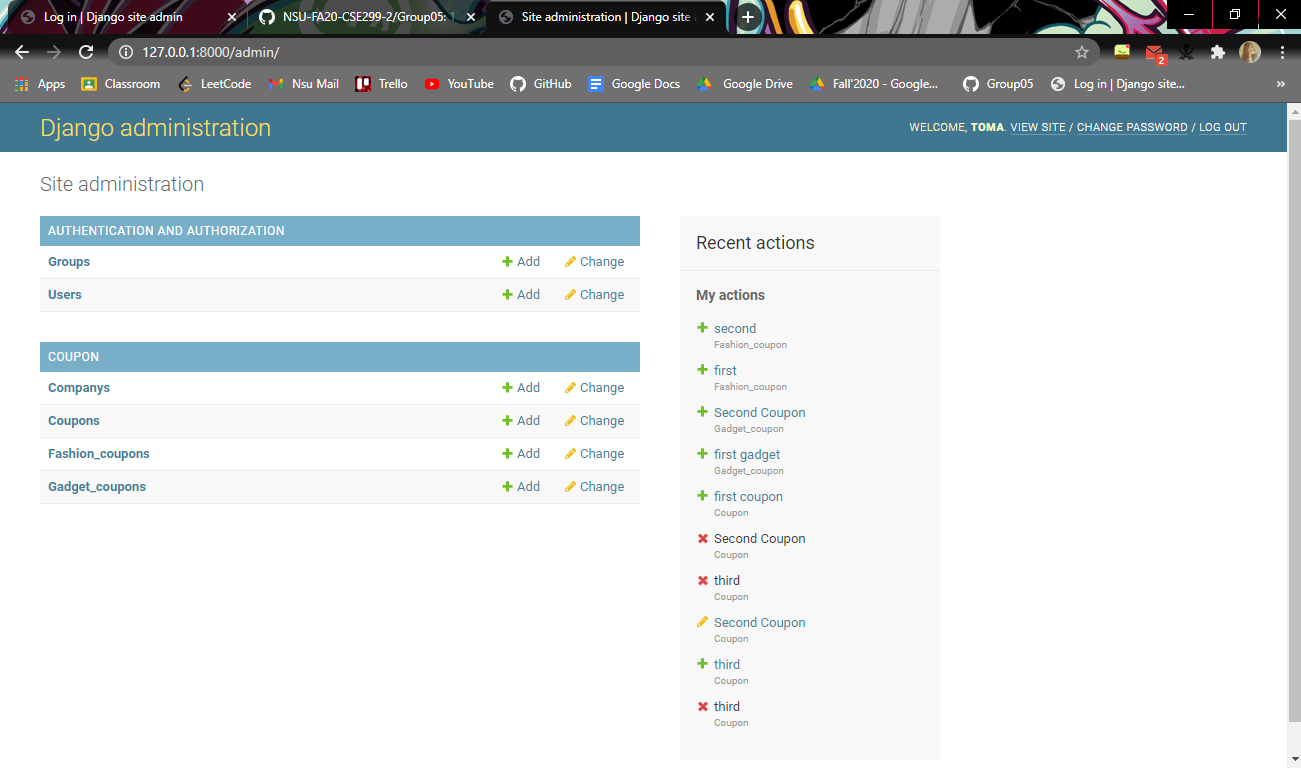 Log in | Django site admin
NSU-FA20-CSE299-2/Group05:
Site administration | Django site
127.0.0.1:8000/admin/
2
Apps Classroom LeetCode Nsu Mail Trello YouTube GitHub Google Docs Google Drive Fall'2020 - Google... Group05 Log in | Django site... »
Django administration
WELCOME, TOMA. VIEW SITE / CHANGE PASSWORD / LOG OUT
Site administration
AUTHENTICATION AND AUTHORIZATION
Groups Add Change
Users Add Change
COUPON
Companys Add Change
Coupons Add Change
Fashion_coupons Add Change
Gadget_coupons Add Change
Recent actions
My actions
second
Fashion_coupon
first
Fashion_coupon
Second Coupon
Gadget_coupon
first gadget
Gadget_coupon
first coupon
Coupon
Second Coupon
Coupon
third
Coupon
Second Coupon
Coupon
third
Coupon
third
Coupon